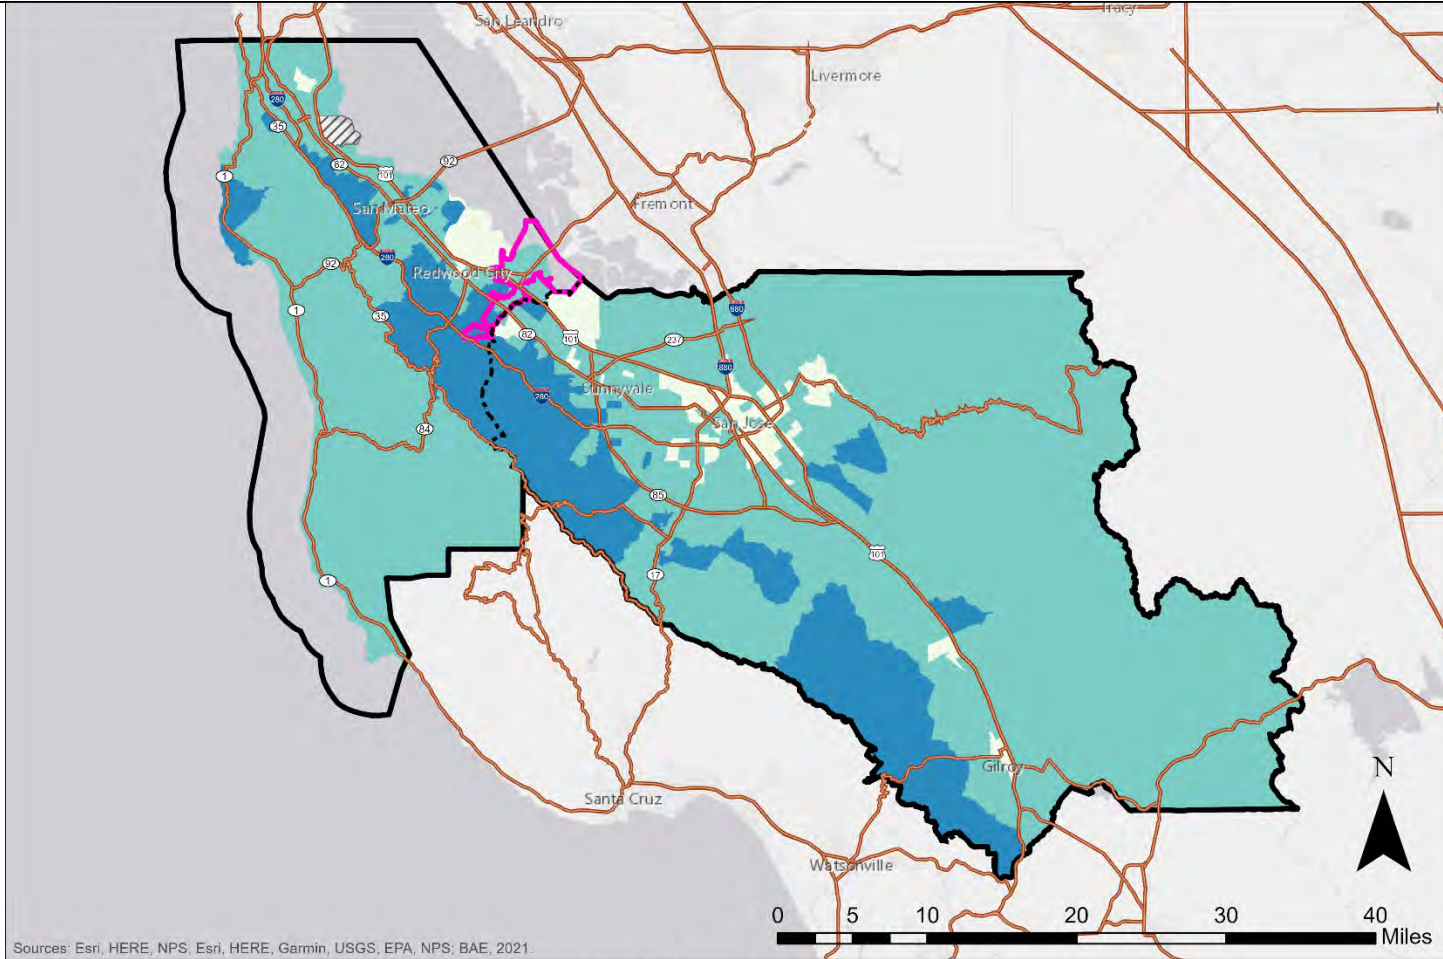 San Leandro
Tracy
Livermore
280
35
82
101
92
1
San Mateo
Fremont
280
92
Redwood City
1
35
82
101
237
680
880
280
Sunnyvale
San Jose
84
85
101
17
1
Gilroy
N
Santa Cruz
Watsonville
0 5 10 20 30 40
Miles
Sources: Esri, HERE, NPS, Esri, HERE, Garmin, USGS, EPA, NPS; BAE, 2021.